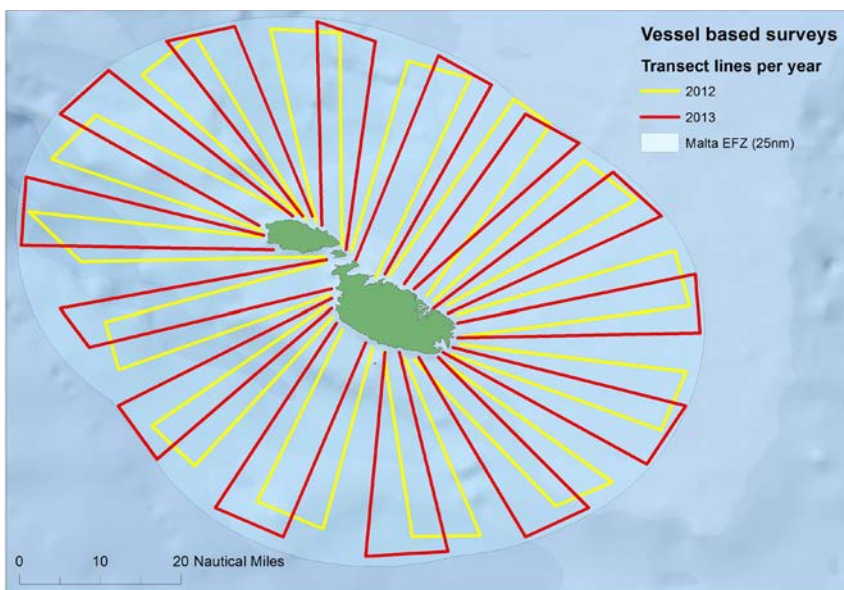 Vessel based surveys
Transect lines per year
2012
2013
Malta EFZ (25nm)
0 10 20 Nautical Miles